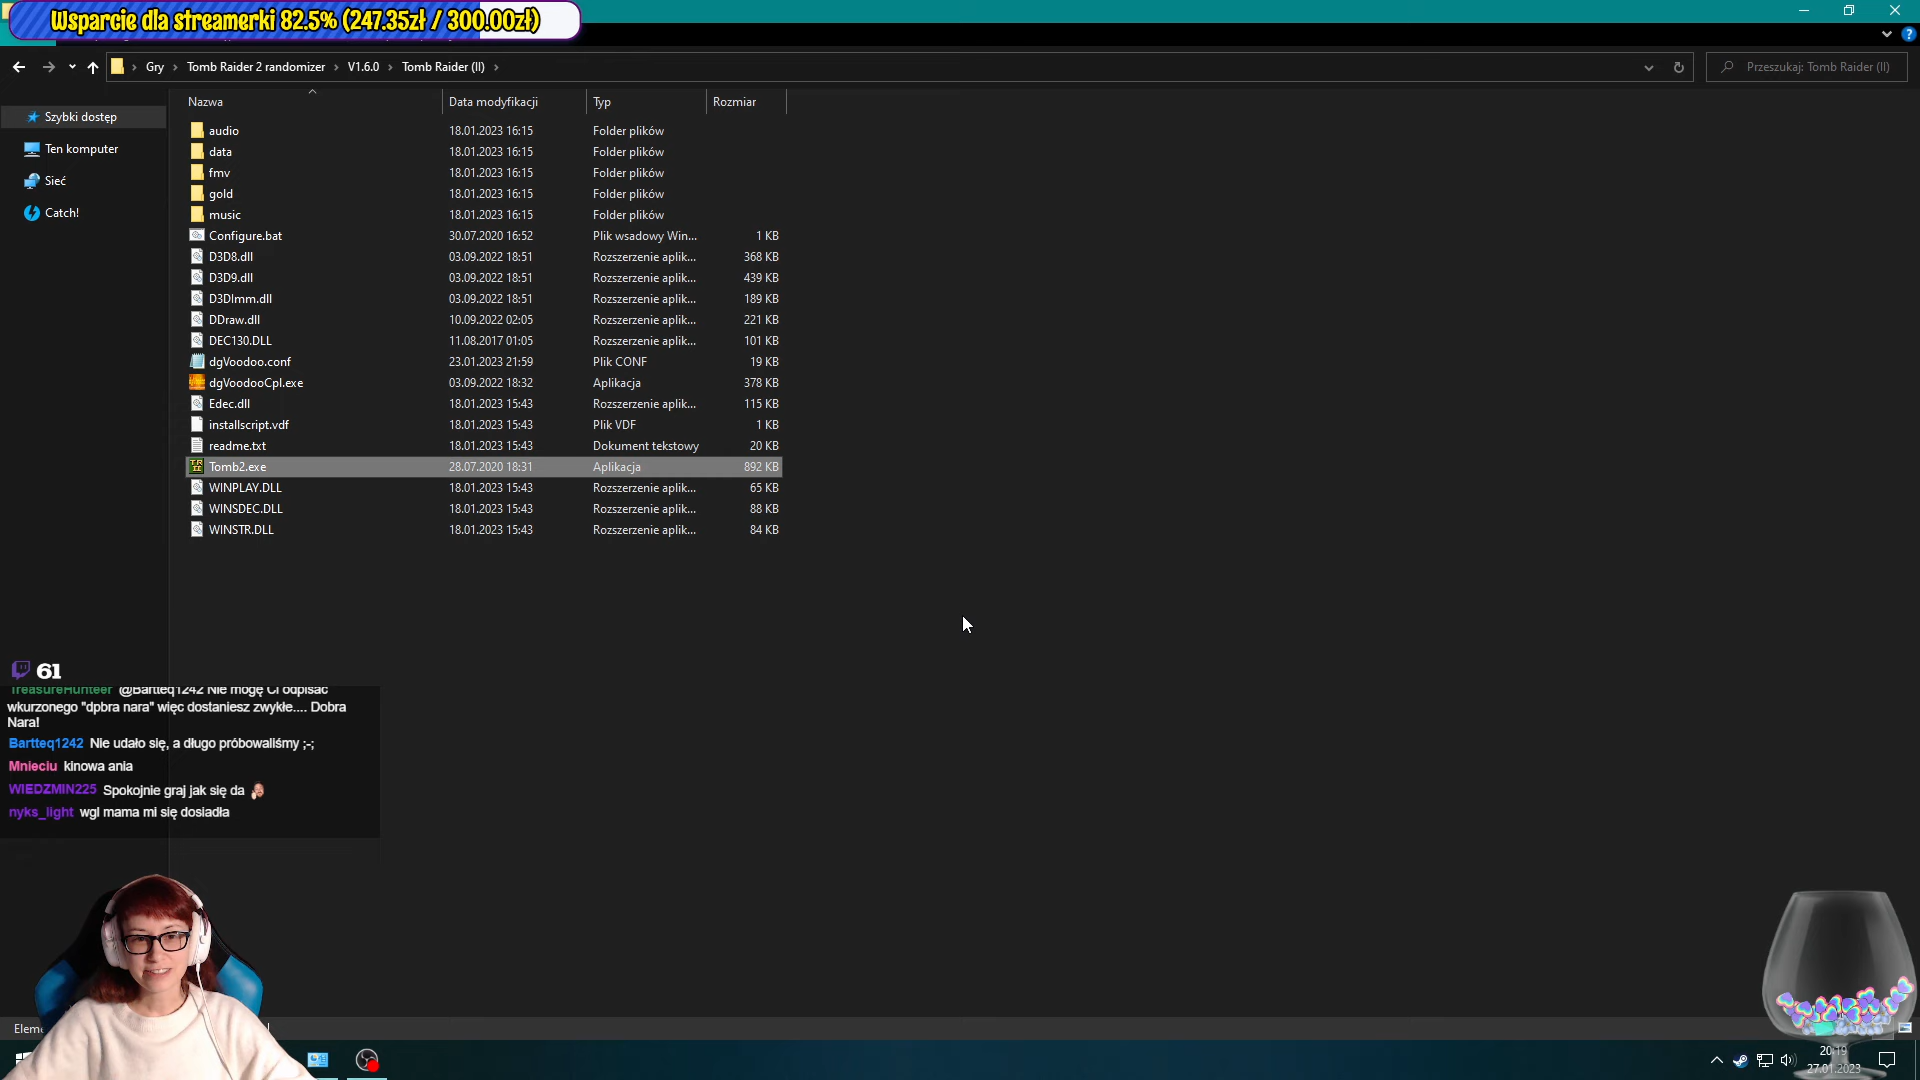 Wsparcie dla streamerki 82.5% (247.35zł / 300.00zł)
Gry
Tomb Raider 2 randomizer
V1.6.0
Tomb Raider (II)
Przeszukaj: Tomb Raider (II)
Nazwa
Data modyfikacji
Typ
Rozmiar
Szybki dostęp
Ten komputer
Sieć
Catch!
audio 18.01.2023 16:15 Folder plików
data 18.01.2023 16:15 Folder plików
fmv 18.01.2023 16:15 Folder plików
gold 18.01.2023 16:15 Folder plików
music 18.01.2023 16:15 Folder plików
Configure.bat 30.07.2020 16:52 Plik wsadowy Win... 1 KB
D3D8.dll 03.09.2022 18:51 Rozszerzenie aplik... 368 KB
D3D9.dll 03.09.2022 18:51 Rozszerzenie aplik... 439 KB
D3DImm.dll 03.09.2022 18:51 Rozszerzenie aplik... 189 KB
DDraw.dll 10.09.2022 02:05 Rozszerzenie aplik... 221 KB
DEC130.DLL 11.08.2017 01:05 Rozszerzenie aplik... 101 KB
dgVoodoo.conf 23.01.2023 21:59 Plik CONF 19 KB
dgVoodooCpl.exe 03.09.2022 18:32 Aplikacja 378 KB
Edec.dll 18.01.2023 15:43 Rozszerzenie aplik... 115 KB
installscript.vdf 18.01.2023 15:43 Plik VDF 1 KB
readme.txt 18.01.2023 15:43 Dokument tekstowy 20 KB
Tomb2.exe 28.07.2020 18:31 Aplikacja 892 KB
WINPLAY.DLL 18.01.2023 15:43 Rozszerzenie aplik... 65 KB
WINSDEC.DLL 18.01.2023 15:43 Rozszerzenie aplik... 88 KB
WINSTR.DLL 18.01.2023 15:43 Rozszerzenie aplik... 84 KB
61
TreasureHunteer @Bartteq1242 Nie mogę Ci odpisać
wkurzonego "dpbra nara" więc dostaniesz zwykłe.... Dobra
Nara!
Bartteq1242 Nie udało się, a długo próbowaliśmy ;-;
Mnieciu kinowa ania
WIEDZMIN225 Spokojnie graj jak się da
nyks_light wgl mama mi się dosiadła
Elem
20:19
27.01.2023